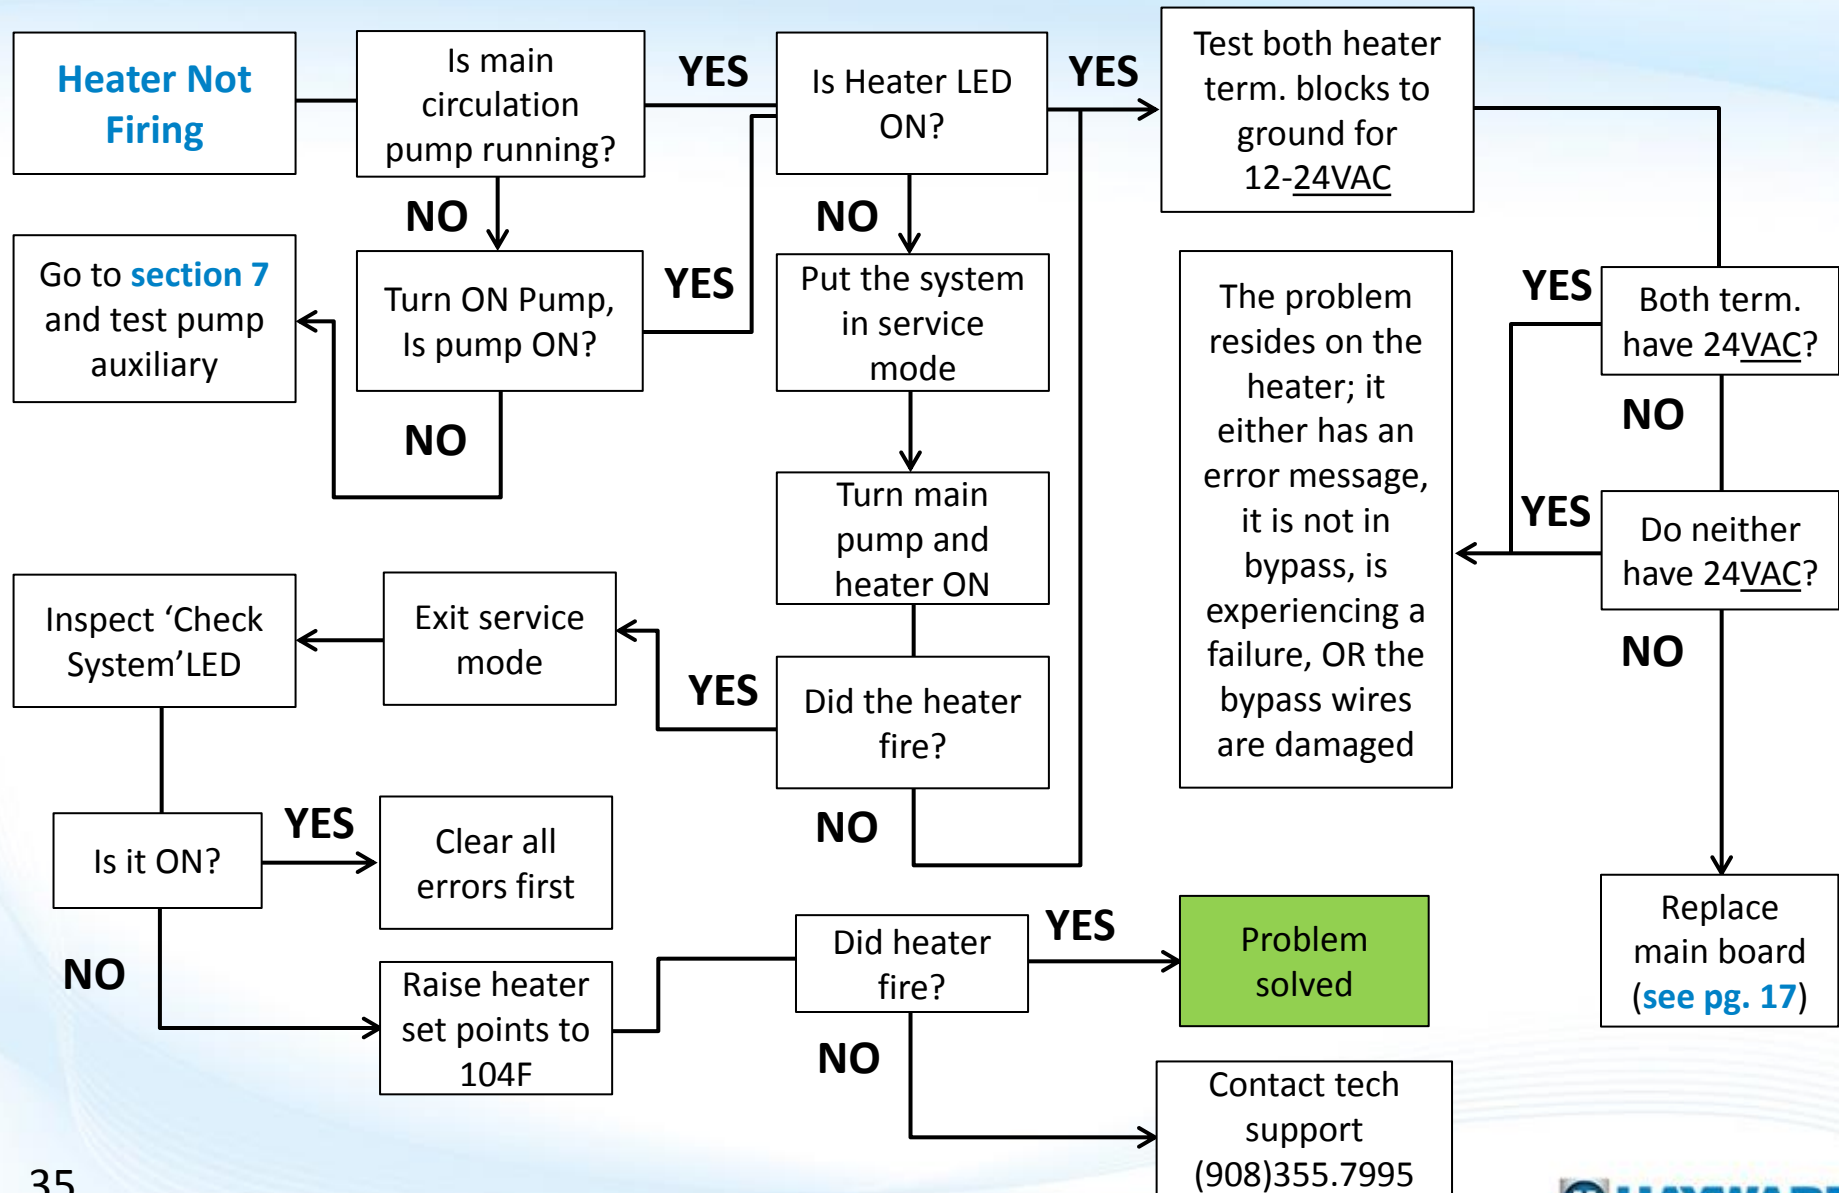 Heater Not
Firing
Is main
circulation
pump running?
YES
NO
Is Heater LED
ON?
YES
NO
Test both heater
term. blocks to
ground for
12-24VAC
Go to section 7
and test pump
auxiliary
Turn ON Pump,
Is pump ON?
YES
NO
Put the system
in service
mode
The problem
resides on the
heater; it
either has an
error message,
it is not in
bypass, is
experiencing a
failure, OR the
bypass wires
are damaged
YES
Both term.
have 24VAC?
NO
Turn main
pump and
heater ON
YES
Do neither
have 24VAC?
NO
Inspect ‘Check
System’LED
Exit service
mode
YES
Did the heater
fire?
NO
Is it ON?
YES
NO
Clear all
errors first
Raise heater
set points to
104F
Did heater
fire?
YES
NO
Problem
solved
Replace
main board
(see pg. 17)
Contact tech
support
(908)355.7995
35